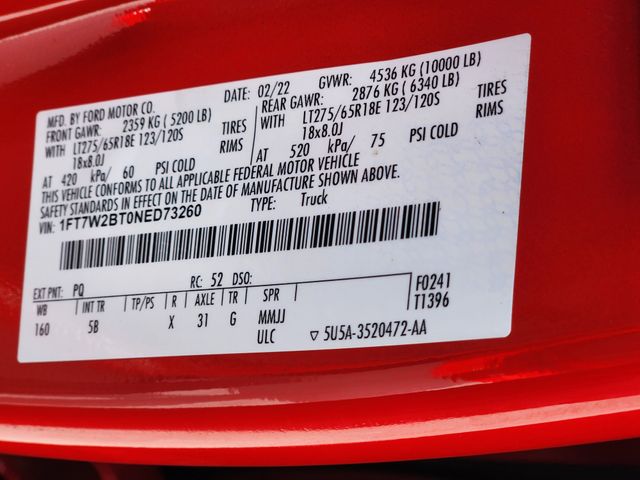 MFD. BY FORD MOTOR CO. DATE: 02/22 GVWR: 4536 KG (10000 LB)
FRONT GAWR: 2359 KG ( 5200 LB) REAR GAWR: 2876 KG ( 6340 LB)
WITH LT275/65R18E 123/120S TIRES WITH LT275/65R18E 123/120S TIRES
18x8.0J RIMS 18x8.0J RIMS
AT 420 kPa/ 60 PSI COLD AT 520 kPa/ 75 PSI COLD
THIS VEHICLE CONFORMS TO ALL APPLICABLE FEDERAL MOTOR VEHICLE
SAFETY STANDARDS IN EFFECT ON THE DATE OF MANUFACTURE SHOWN ABOVE.
VIN: 1FT7W2BT0NED73260 TYPE: Truck
EXT PNT: PQ RC: 52 DSO: F0241
WB INT TR TP/PS R AXLE TR SPR T1396
160 5B X 31 G MMJJ
ULC ▽ 5U5A-3520472-AA